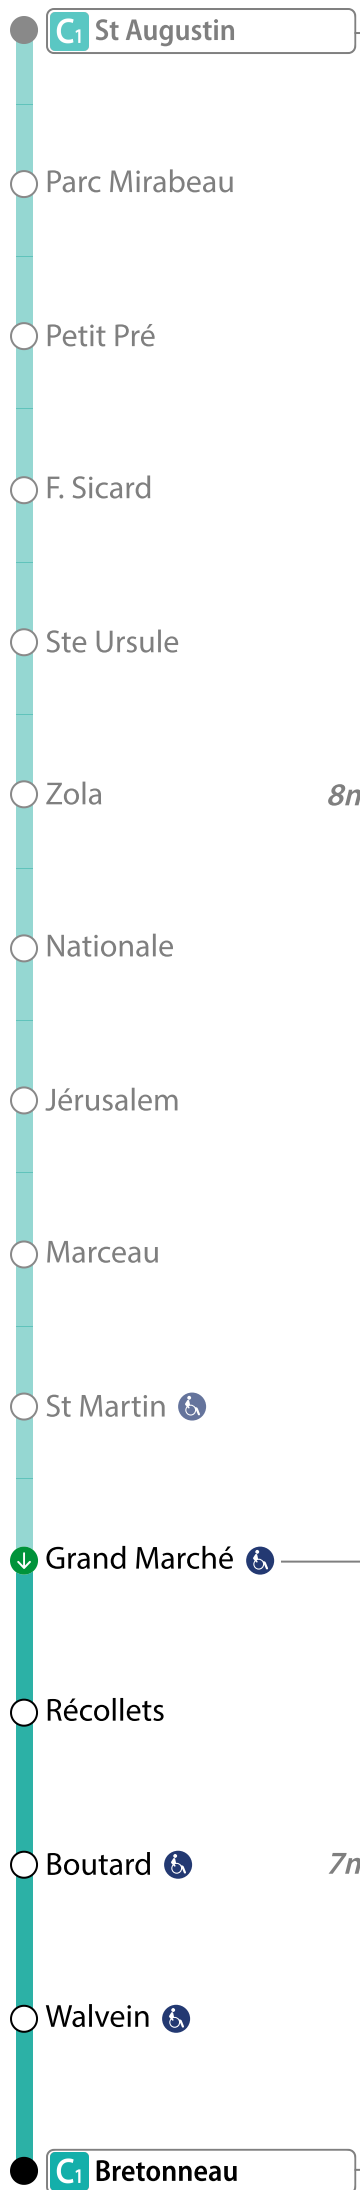 C1 St Augustin
Parc Mirabeau
Petit Pré
F. Sicard
Ste Ursule
Zola
Nationale
Jérusalem
Marceau
St Martin
Grand Marché
Récollets
Boutard
Walvein
C1 Bretonneau